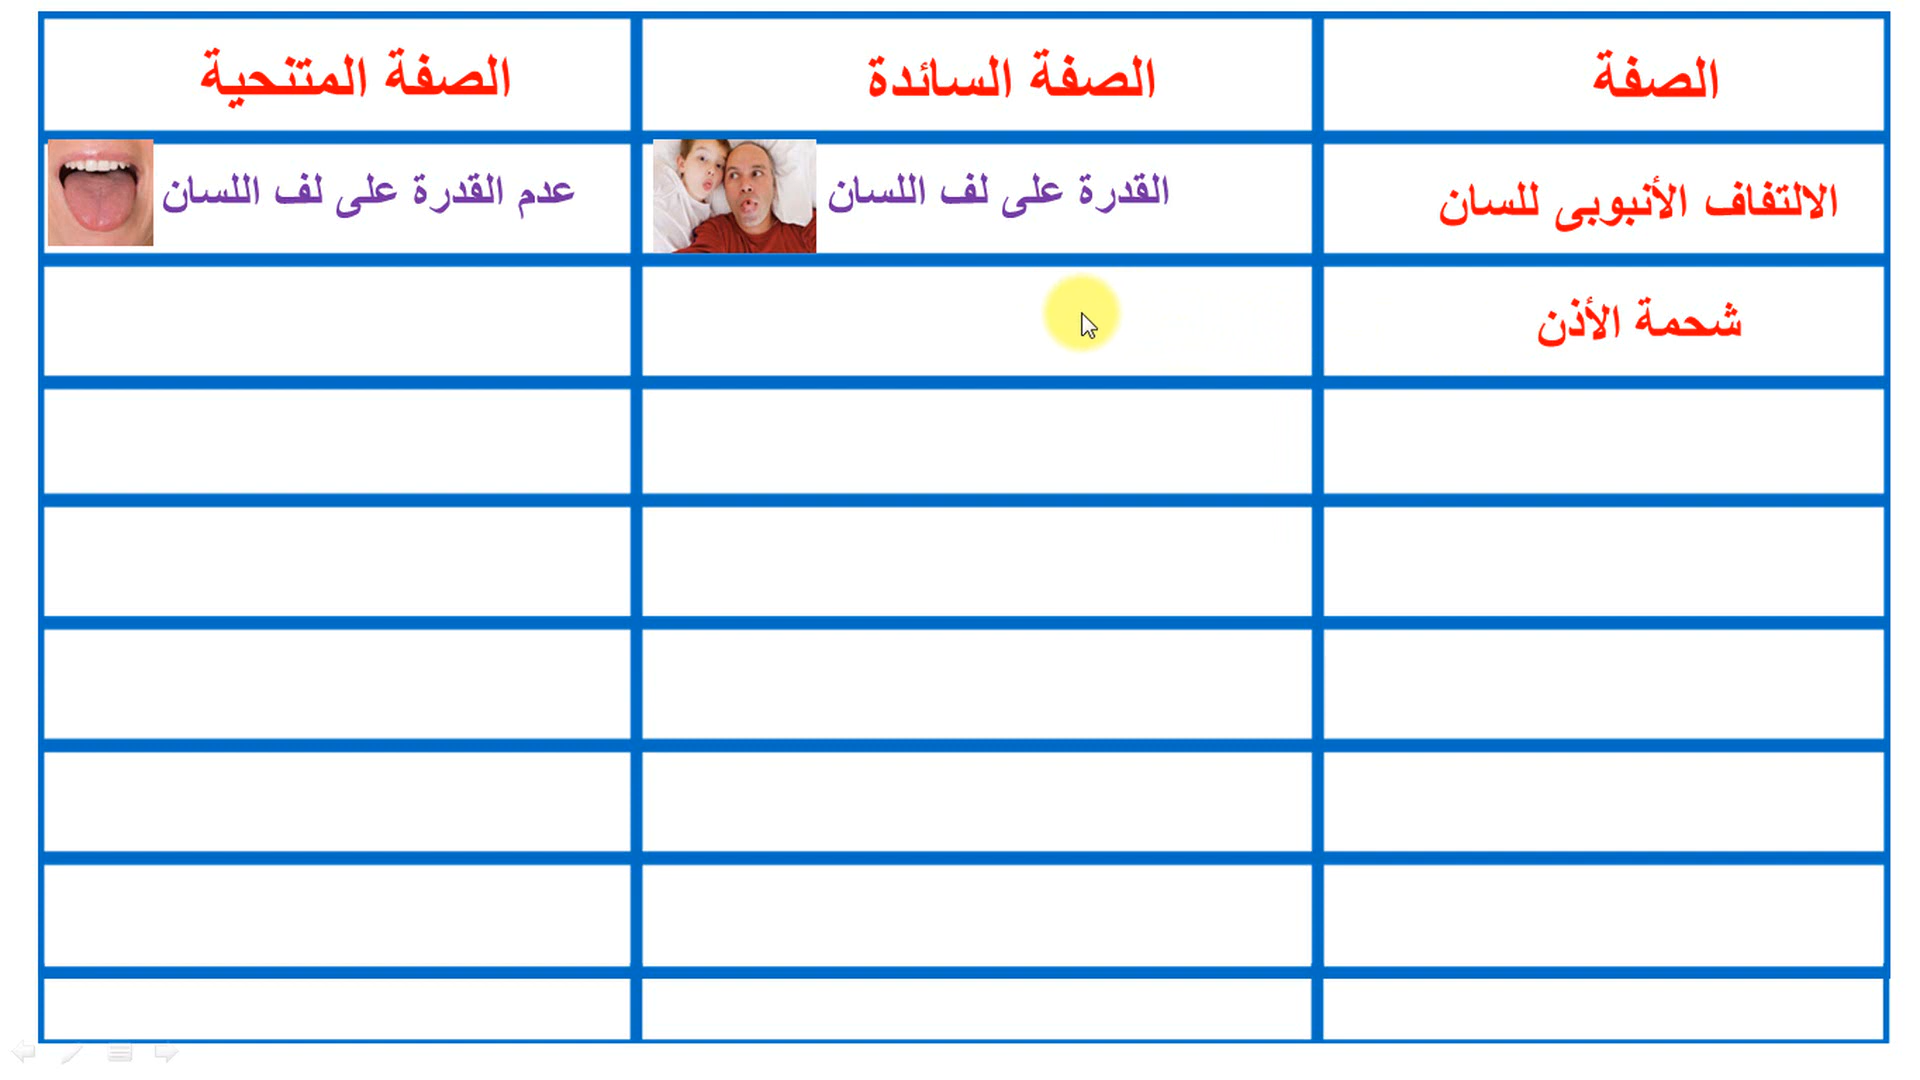 الصفة الصفة السائدة الصفة المتنحية
الالتفاف الأنبوبى للسان القدرة على لف اللسان عدم القدرة على لف اللسان
شحمة الأذن